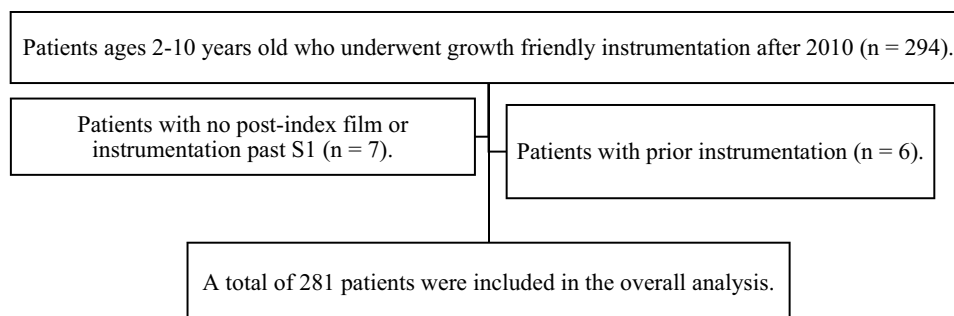 Patients ages 2-10 years old who underwent growth friendly instrumentation after 2010 (n = 294).
Patients with no post-index film or
instrumentation past S1 (n = 7).
Patients with prior instrumentation (n = 6).
A total of 281 patients were included in the overall analysis.